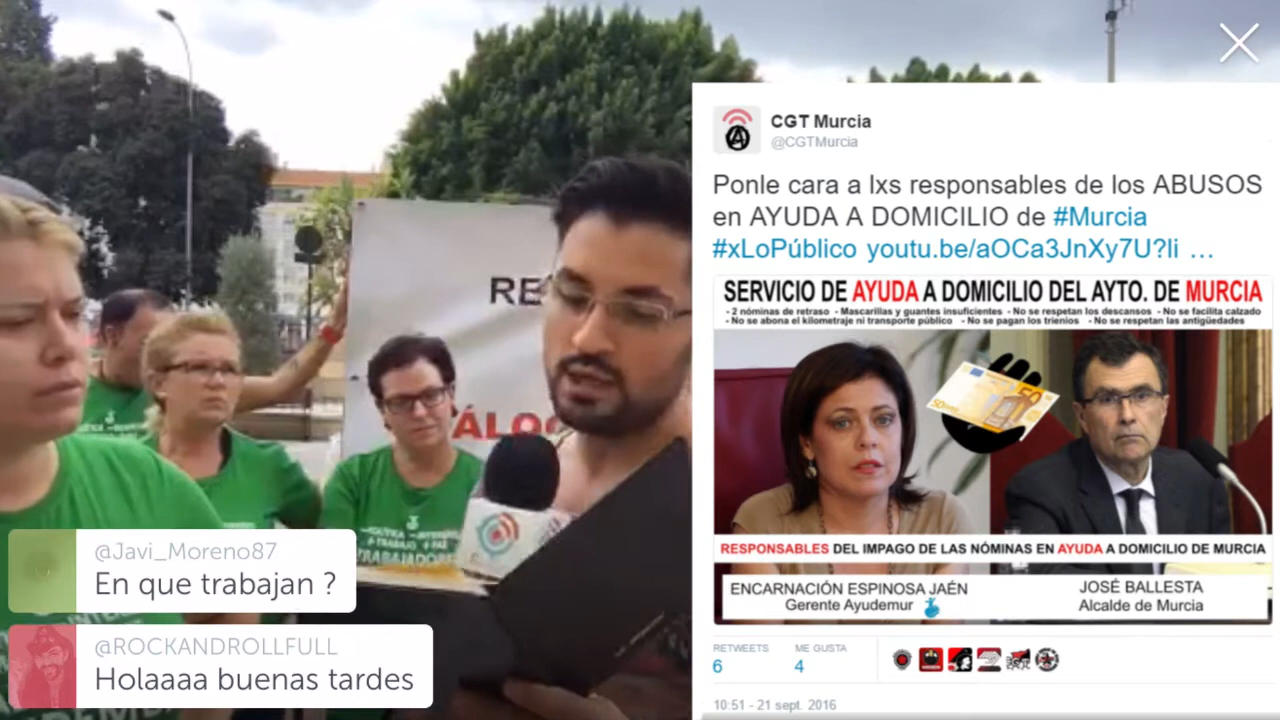 CGT Murcia
@CGTMurcia
Ponle cara a lxs responsables de los ABUSOS
en AYUDA A DOMICILIO de #Murcia
#xLoPúblico youtu.be/aOCa3JnXy7U?li …
SERVICIO DE AYUDA A DOMICILIO DEL AYTO. DE MURCIA
- 2 nóminas de retraso - Mascarillas y guantes insuficientes - No se respetan los descansos - No se facilita calzado
- No se abona el kilometraje ni transporte público - No se pagan los trienios - No se respetan las antigüedades
50
RESPONSABLES DEL IMPAGO DE LAS NÓMINAS EN AYUDA A DOMICILIO DE MURCIA
ENCARNACIÓN ESPINOSA JAÉN
Gerente Ayudemur
JOSÉ BALLESTA
Alcalde de Murcia
RETWEETS
6
ME GUSTA
4
10:51 - 21 sept. 2016
RE
ÁLO
TRABAJADOR
@Javi_Moreno87
En que trabajan ?
@ROCKANDROLLFULL
Holaaaa buenas tardes